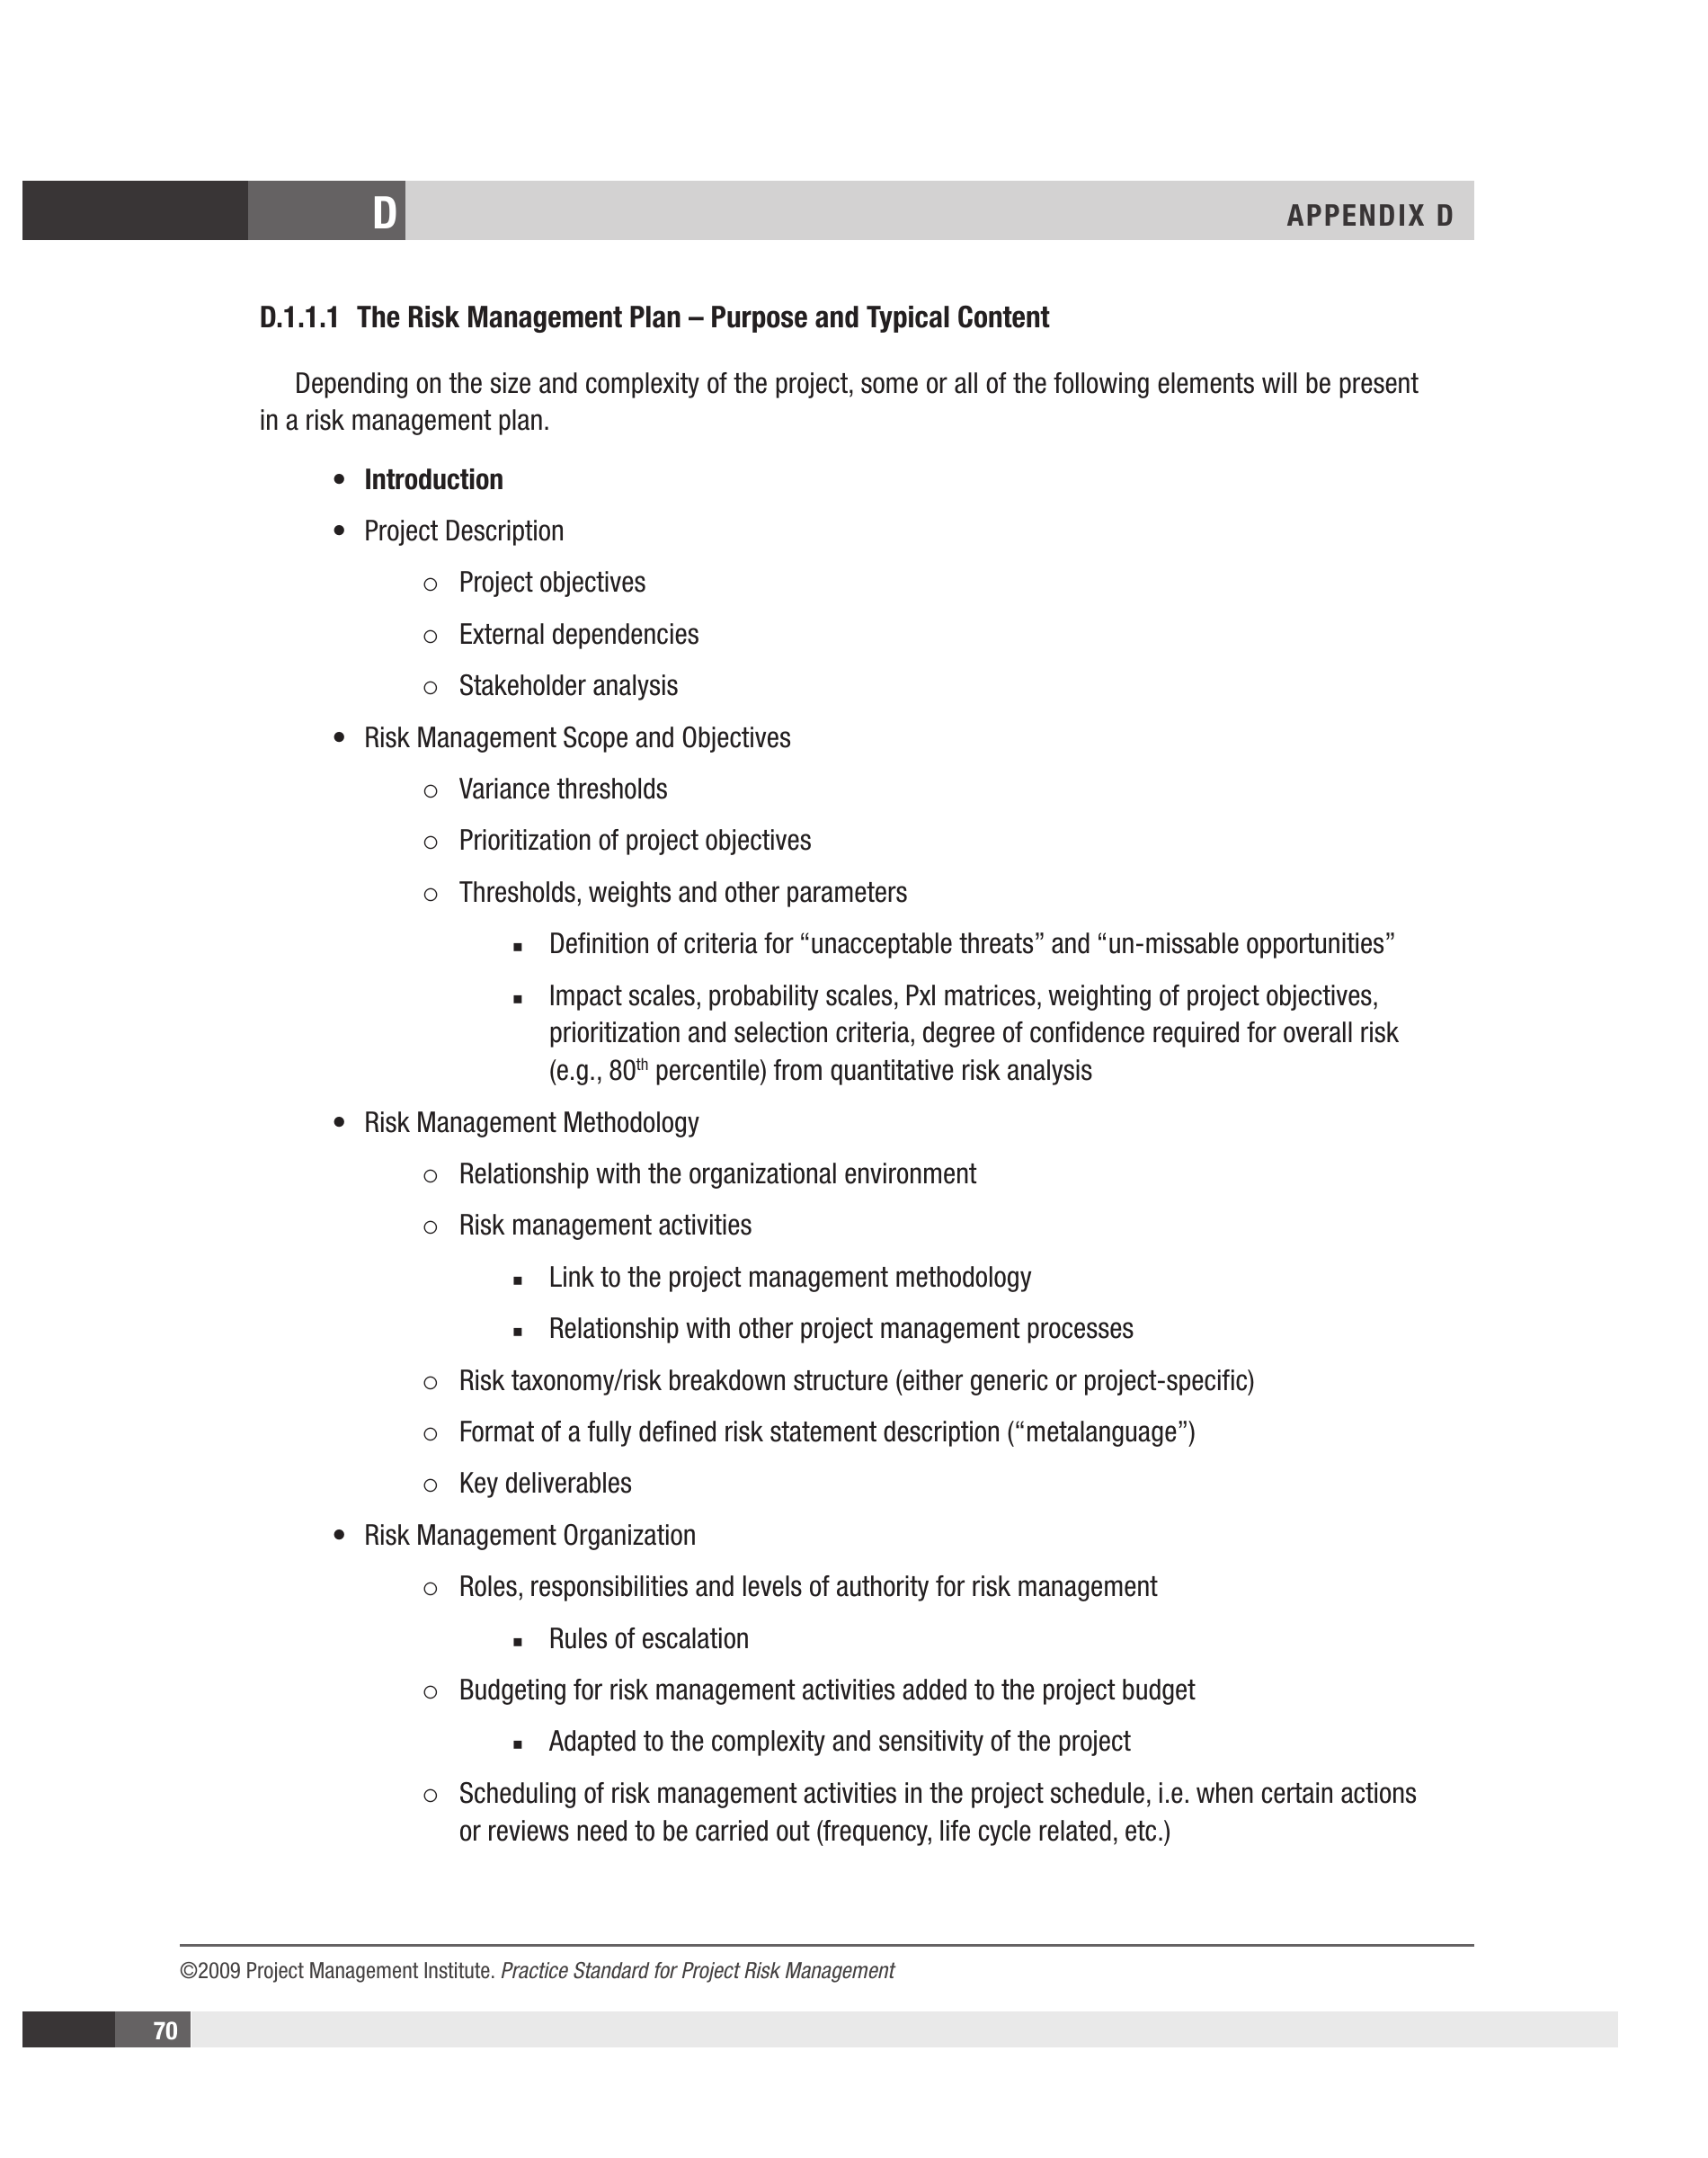 D
APPENDIX D
D.1.1.1 The Risk Management Plan – Purpose and Typical Content
Depending on the size and complexity of the project, some or all of the following elements will be present
in a risk management plan.
• Introduction
• Project Description
○ Project objectives
○ External dependencies
○ Stakeholder analysis
• Risk Management Scope and Objectives
○ Variance thresholds
○ Prioritization of project objectives
○ Thresholds, weights and other parameters
▪ Definition of criteria for “unacceptable threats” and “un-missable opportunities”
▪ Impact scales, probability scales, PxI matrices, weighting of project objectives,
prioritization and selection criteria, degree of confidence required for overall risk
(e.g., 80th percentile) from quantitative risk analysis
• Risk Management Methodology
○ Relationship with the organizational environment
○ Risk management activities
▪ Link to the project management methodology
▪ Relationship with other project management processes
○ Risk taxonomy/risk breakdown structure (either generic or project-specific)
○ Format of a fully defined risk statement description (“metalanguage”)
○ Key deliverables
• Risk Management Organization
○ Roles, responsibilities and levels of authority for risk management
▪ Rules of escalation
○ Budgeting for risk management activities added to the project budget
▪ Adapted to the complexity and sensitivity of the project
○ Scheduling of risk management activities in the project schedule, i.e. when certain actions
or reviews need to be carried out (frequency, life cycle related, etc.)
©2009 Project Management Institute. Practice Standard for Project Risk Management
70